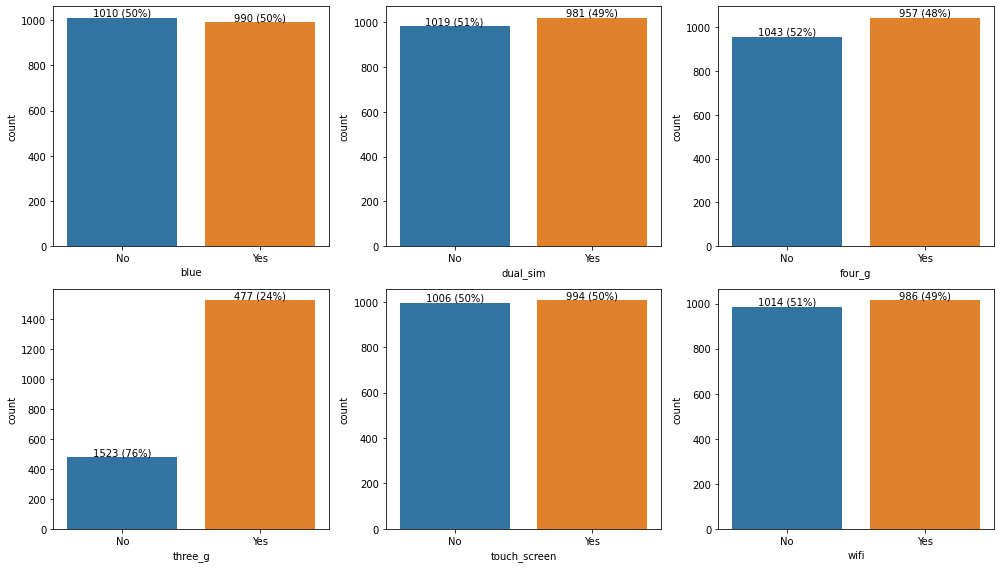 1010 (50%)
990 (50%)
1000
800
600
400
200
0
count
No
Yes
blue
1019 (51%)
981 (49%)
1000
800
600
400
200
0
count
No
Yes
dual_sim
1043 (52%)
957 (48%)
1000
800
600
400
200
0
count
No
Yes
four_g
1523 (76%)
477 (24%)
1400
1200
1000
800
600
400
200
0
count
No
Yes
three_g
1006 (50%)
994 (50%)
1000
800
600
400
200
0
count
No
Yes
touch_screen
1014 (51%)
986 (49%)
1000
800
600
400
200
0
count
No
Yes
wifi